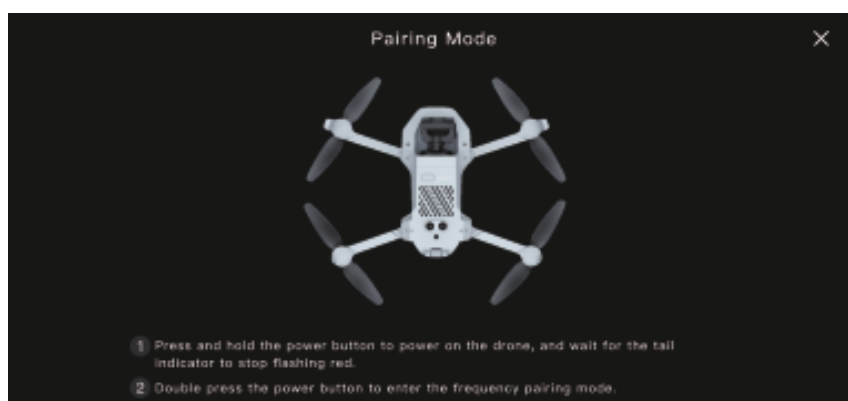 Pairing Mode
1 Press and hold the power button to power on the drone, and wait for the tail
indicator to stop flashing red.
2 Double press the power button to enter the frequency pairing mode.